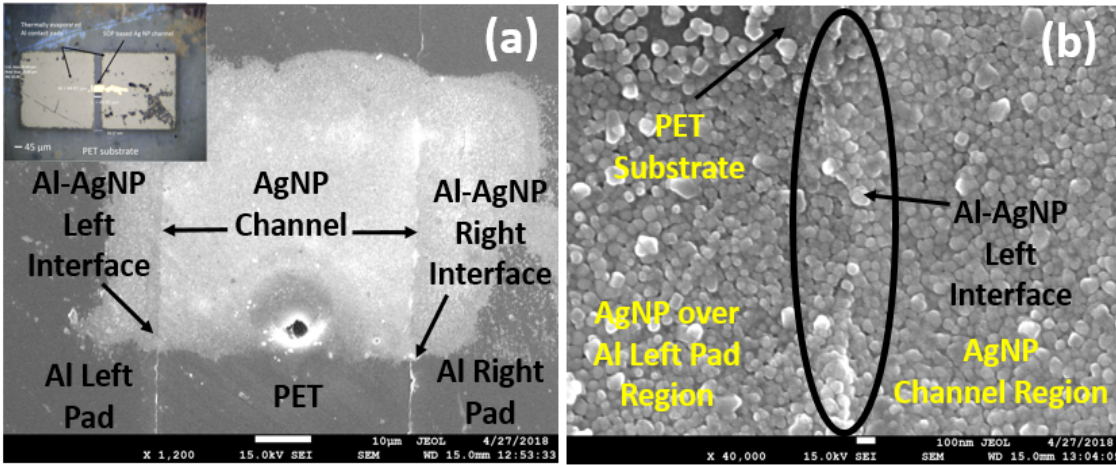 Thermally evaporated
Al contact pads
SOP based Ag NP
channel
45 μm
PET substrate
(a)
Al-AgNP
Left
Interface
AgNP
Channel
Al-AgNP
Right
Interface
Al Left
Pad
PET
Al Right
Pad
10μm JEOL 4/27/2018
X 1,200 15.0kV SEI SEM WD 15.0mm 12:53:33
(b)
PET
Substrate
Al-AgNP
Left
Interface
AgNP over
Al Left Pad
Region
AgNP
Channel Region
100nm JEOL 4/27/2018
X 40,000 15.0kV SEI SEM WD 15.0mm 13:04:0